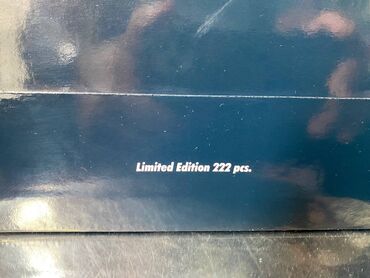 Limited Edition 222 pcs.